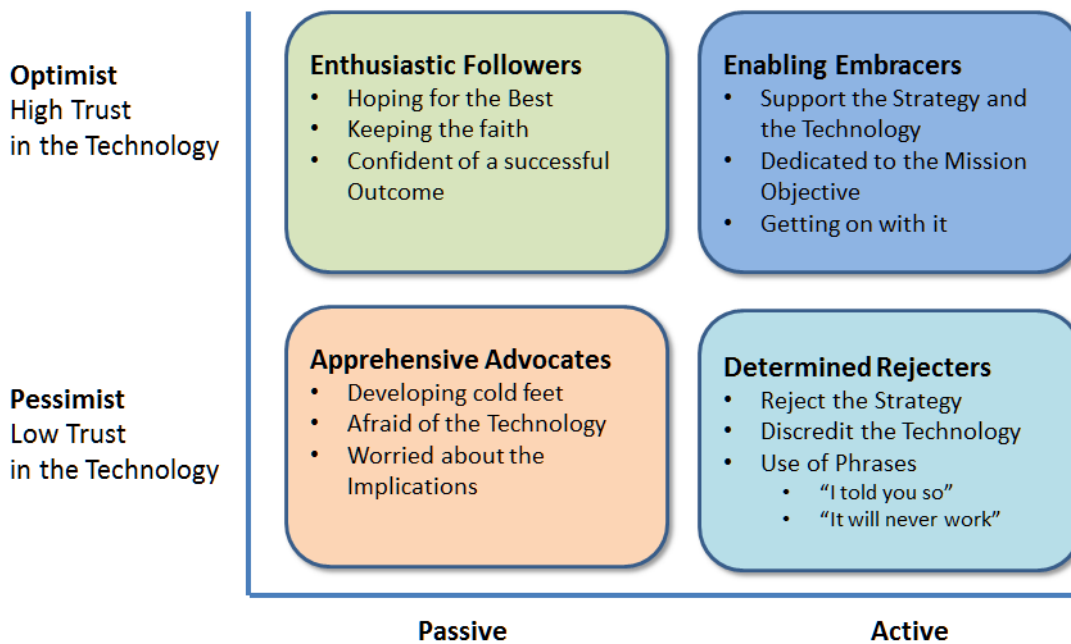 Optimist
High Trust
in the Technology
Enthusiastic Followers
• Hoping for the Best
• Keeping the faith
• Confident of a successful
Outcome
Enabling Embracers
• Support the Strategy and
the Technology
• Dedicated to the Mission
Objective
• Getting on with it
Pessimist
Low Trust
in the Technology
Apprehensive Advocates
• Developing cold feet
• Afraid of the Technology
• Worried about the
Implications
Determined Rejecters
• Reject the Strategy
• Discredit the Technology
• Use of Phrases
• “I told you so”
• “It will never work”
Passive
Active